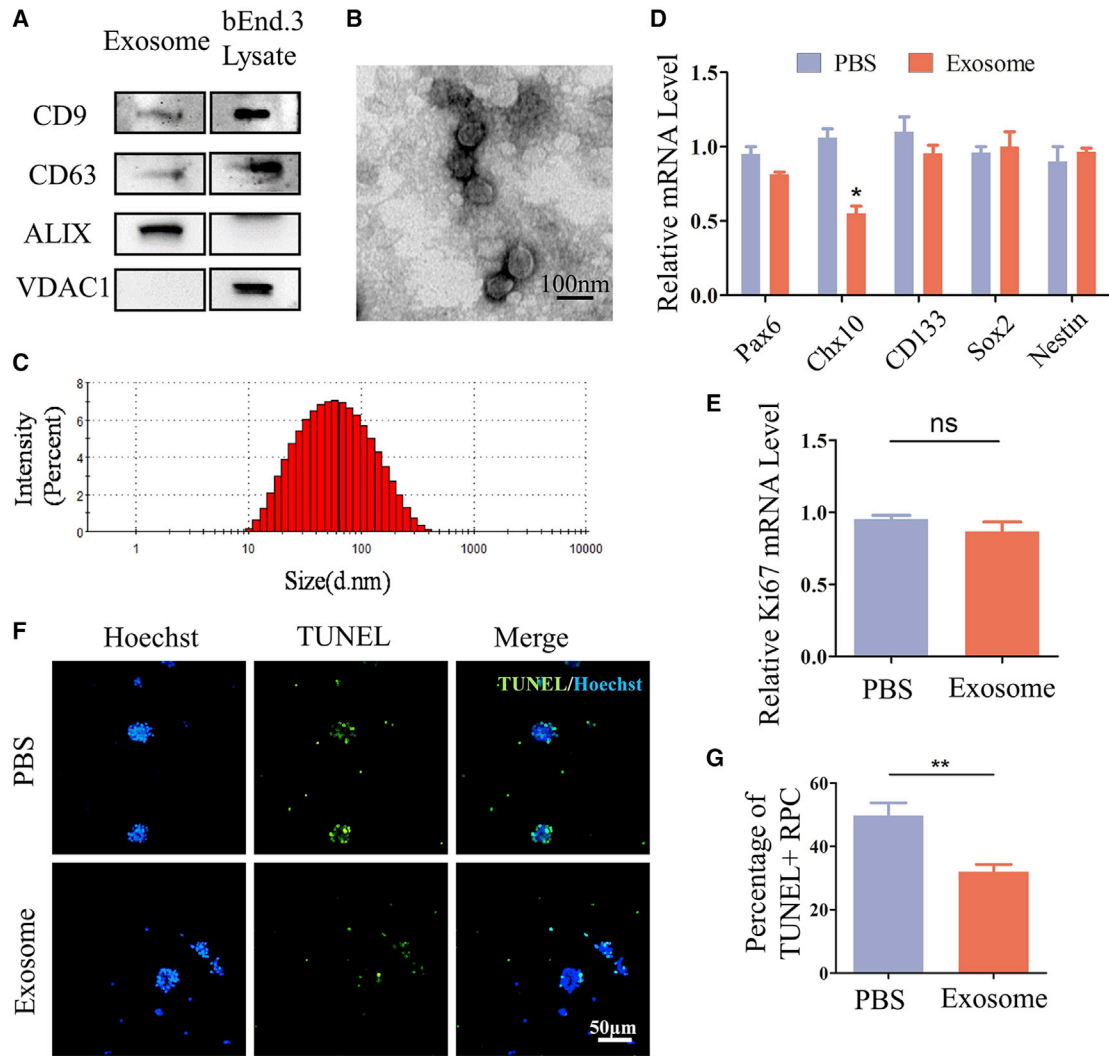 A
Exosome
bEnd.3
Lysate
CD9
CD63
ALIX
VDAC1
B
100nm
C
Intensity
(Percent)
8
6
4
2
0
1
10
100
1000
10000
Size(d.nm)
D
PBS
Exosome
Relative mRNA Level
1.5
1.0
0.5
0.0
*
Pax6
Chx10
CD133
Sox2
Nestin
E
Relative Ki67 mRNA Level
1.5
1.0
0.5
0.0
ns
PBS
Exosome
F
Hoechst
TUNEL
Merge
TUNEL/Hoechst
PBS
Exosome
50µm
G
Percentage of
TUNEL+ RPC
60
40
20
0
**
PBS
Exosome